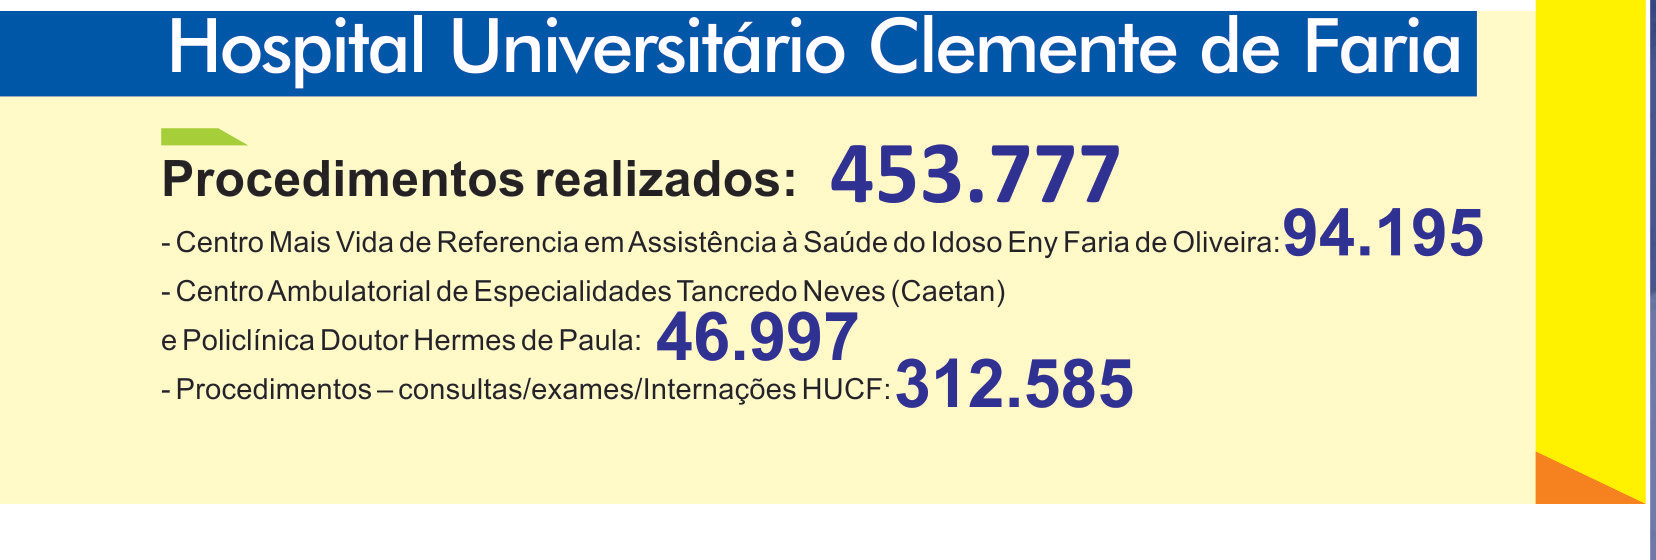 Hospital Universitário Clemente de Faria
Procedimentos realizados: 453.777
- Centro Mais Vida de Referencia em Assistência à Saúde do Idoso Eny Faria de Oliveira: 94.195
- Centro Ambulatorial de Especialidades Tancredo Neves (Caetan)
e Policlínica Doutor Hermes de Paula: 46.997
- Procedimentos – consultas/exames/Internações HUCF: 312.585